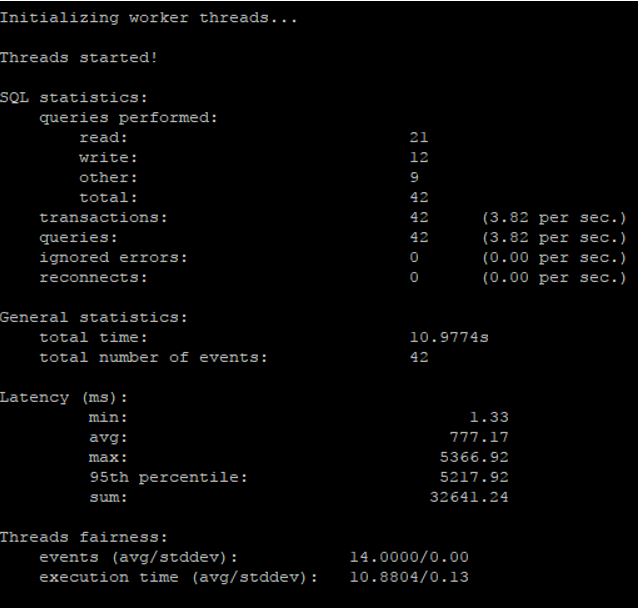 Initializing worker threads...
Threads started!
SQL statistics:
queries performed:
read: 21
write: 12
other: 9
total: 42
transactions: 42 (3.82 per sec.)
queries: 42 (3.82 per sec.)
ignored errors: 0 (0.00 per sec.)
reconnects: 0 (0.00 per sec.)
General statistics:
total time: 10.9774s
total number of events: 42
Latency (ms):
min: 1.33
avg: 777.17
max: 5366.92
95th percentile: 5217.92
sum: 32641.24
Threads fairness:
events (avg/stddev): 14.0000/0.00
execution time (avg/stddev): 10.8804/0.13